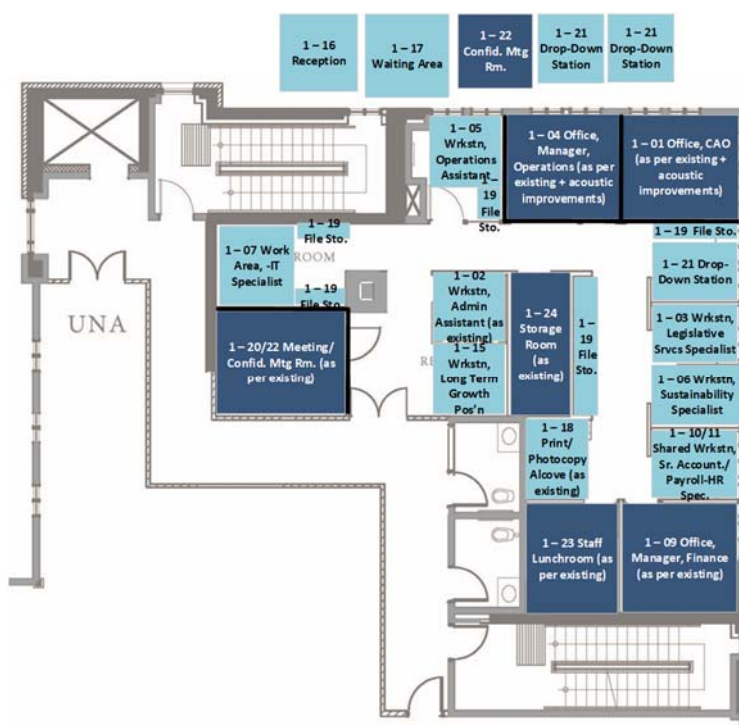 1 – 16
Reception
1 – 17
Waiting Area
1 – 22
Confid. Mtg
Rm.
1 – 21
Drop-Down
Station
1 – 21
Drop-Down
Station
1 – 05
Wrkstn,
Operations
Assistant
1 –
19
File
Sto.
1 – 04 Office,
Manager,
Operations (as per
existing + acoustic
improvements)
1 – 01 Office, CAO
(as per existing +
acoustic
improvements)
1 – 19
File Sto.
ROOM
1 – 07 Work
Area, -IT
Specialist
1 – 19
File Sto.
1 – 19 File Sto.
1 – 21 Drop-
Down Station
1 – 02
Wrkstn,
Admin
Assistant (as
existing)
1 – 24
Storage
Room
(as
existing)
1 –
19
File
Sto.
1 – 03 Wrkstn,
Legislative
Srvcs Specialist
UNA
1 – 20/22 Meeting/
Confid. Mtg Rm. (as
per existing)
RE
1 – 15
Wrkstn,
Long Term
Growth
Pos'n
1 – 06 Wrkstn,
Sustainability
Specialist
1 – 18
Print/
Photocopy
Alcove (as
existing)
1 – 10/11
Shared Wrkstn,
Sr. Account./
Payroll-HR
Spec.
1 – 23 Staff
Lunchroom (as
per existing)
1 – 09 Office,
Manager, Finance
(as per existing)